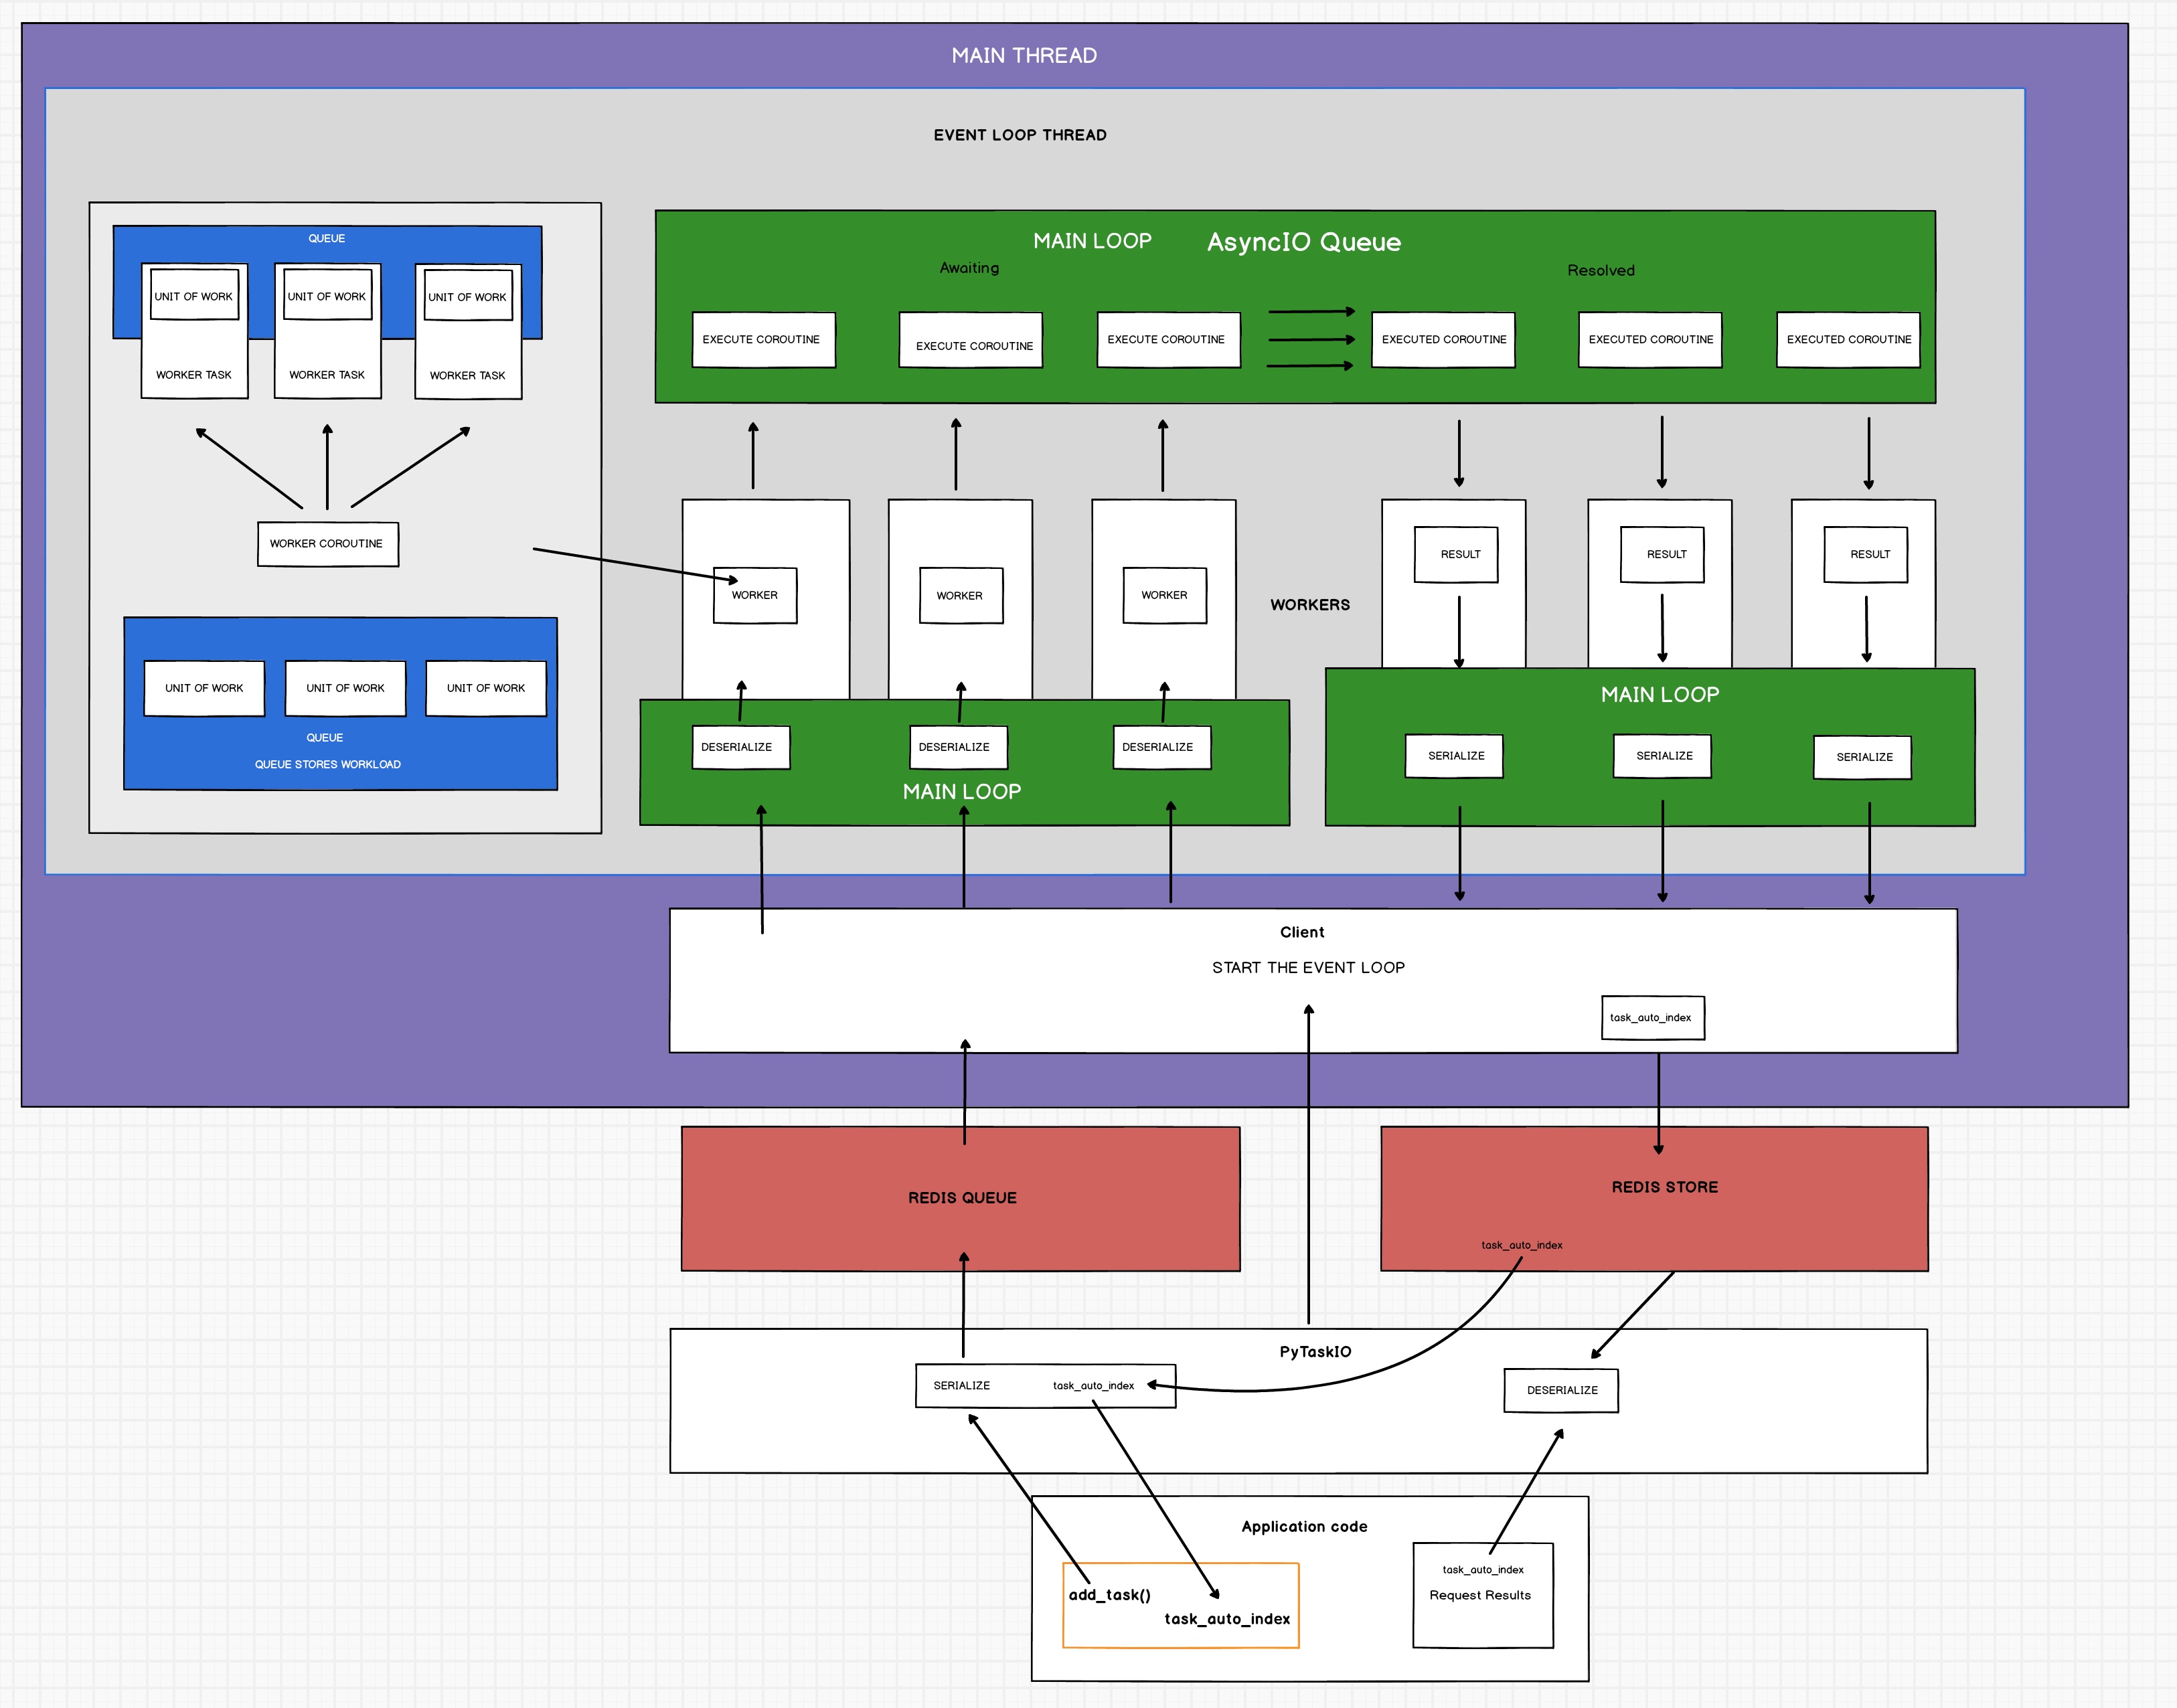 MAIN THREAD
EVENT LOOP THREAD
QUEUE
UNIT OF WORK
UNIT OF WORK
UNIT OF WORK
WORKER TASK
WORKER TASK
WORKER TASK
WORKER COROUTINE
UNIT OF WORK
UNIT OF WORK
UNIT OF WORK
QUEUE
QUEUE STORES WORKLOAD
MAIN LOOP
AsyncIO Queue
Awaiting
Resolved
EXECUTE COROUTINE
EXECUTE COROUTINE
EXECUTE COROUTINE
EXECUTED COROUTINE
EXECUTED COROUTINE
EXECUTED COROUTINE
WORKER
WORKER
WORKER
WORKERS
RESULT
RESULT
RESULT
DESERIALIZE
DESERIALIZE
DESERIALIZE
MAIN LOOP
MAIN LOOP
SERIALIZE
SERIALIZE
SERIALIZE
Client
START THE EVENT LOOP
task_auto_index
REDIS QUEUE
REDIS STORE
task_auto_index
PyTaskIO
SERIALIZE
task_auto_index
DESERIALIZE
Application code
add_task()
task_auto_index
task_auto_index
Request Results